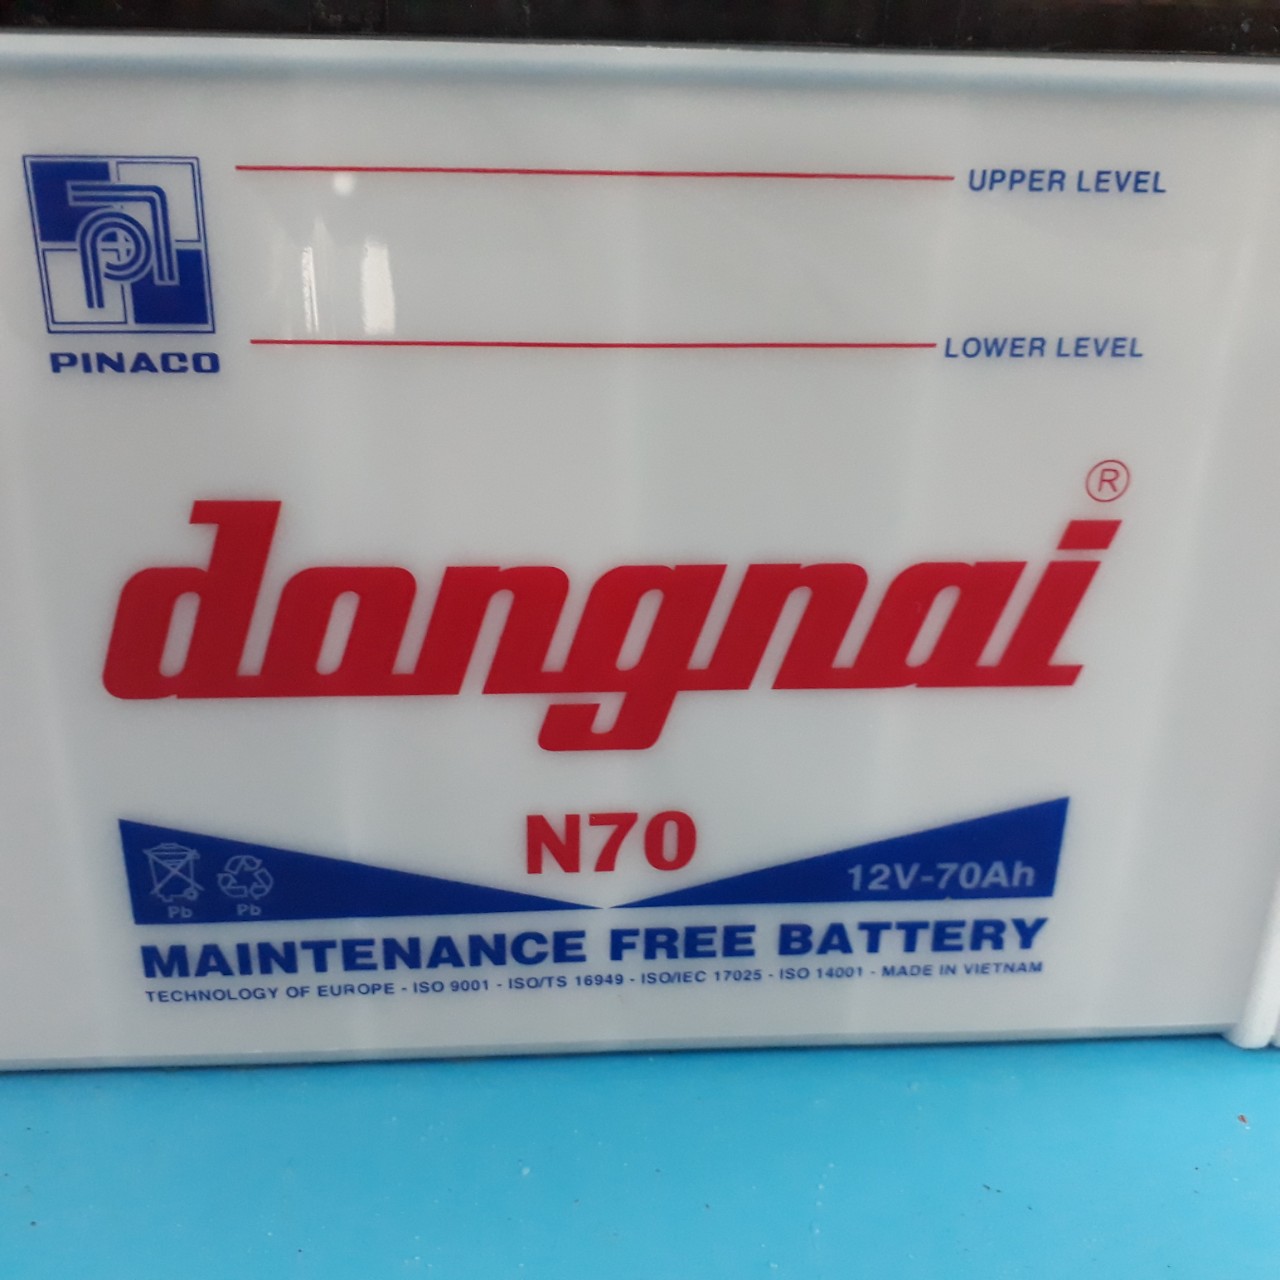 UPPER LEVEL
LOWER LEVEL
PINACO
dongnai ®
N70
12V-70Ah
Pb Pb
MAINTENANCE FREE BATTERY
TECHNOLOGY OF EUROPE - ISO 9001 - ISO/TS 16949 - ISO/IEC 17025 - ISO 14001 - MADE IN VIETNAM